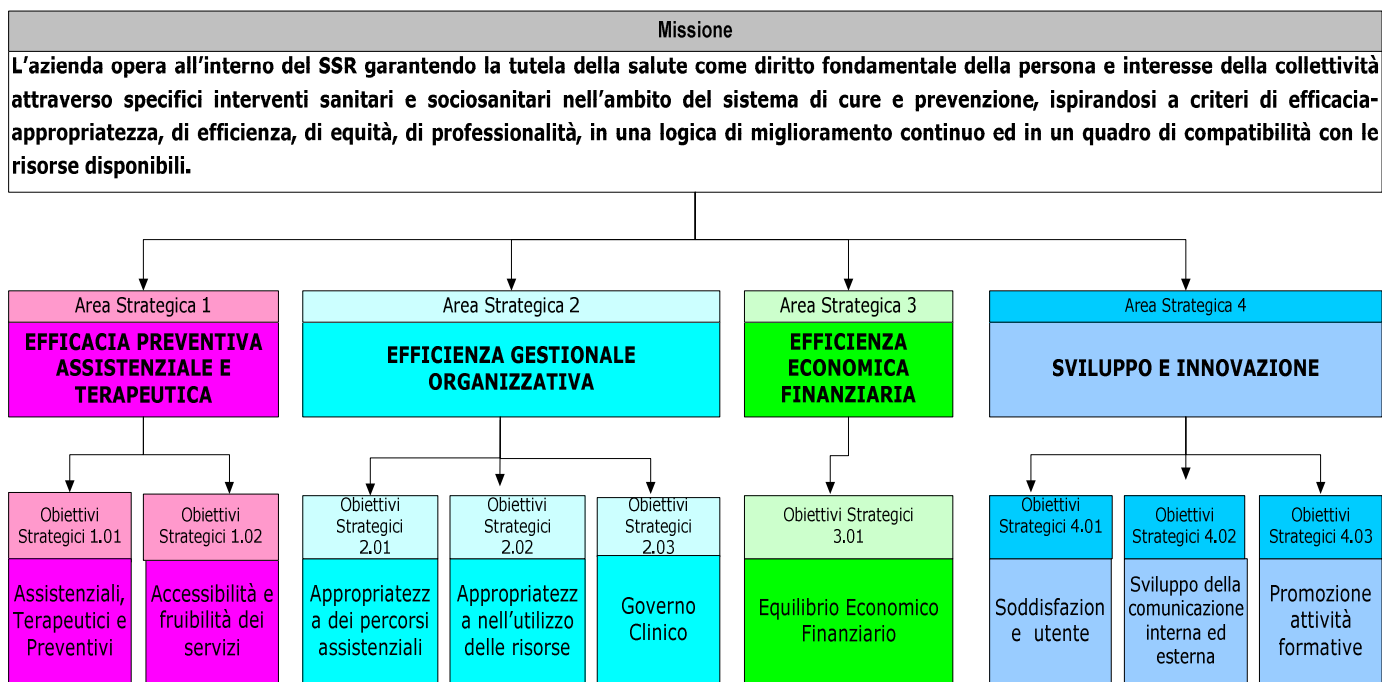 Missione
L'azienda opera all'interno del SSR garantendo la tutela della salute come diritto fondamentale della persona e interesse della collettività
attraverso specifici interventi sanitari e sociosanitari nell'ambito del sistema di cure e prevenzione, ispirandosi a criteri di efficacia-
appropriatezza, di efficienza, di equità, di professionalità, in una logica di miglioramento continuo ed in un quadro di compatibilità con le
risorse disponibili.
Area Strategica 1
EFFICACIA PREVENTIVA
ASSISTENZIALE E
TERAPEUTICA
Area Strategica 2
EFFICIENZA GESTIONALE
ORGANIZZATIVA
Area Strategica 3
EFFICIENZA
ECONOMICA
FINANZIARIA
Area Strategica 4
SVILUPPO E INNOVAZIONE
Obiettivi
Strategici 1.01
Assistenziali,
Terapeutici e
Preventivi
Obiettivi
Strategici 1.02
Accessibilità e
fruibilità dei
servizi
Obiettivi
Strategici
2.01
Appropriatezz
a dei percorsi
assistenziali
Obiettivi
Strategici
2.02
Appropriatezz
a nell'utilizzo
delle risorse
Obiettivi
Strategici
2.03
Governo
Clinico
Obiettivi Strategici
3.01
Equilibrio Economico
Finanziario
Obiettivi
Strategici 4.01
Soddisfazion
e utente
Obiettivi
Strategici 4.02
Sviluppo della
comunicazione
interna ed
esterna
Obiettivi
Strategici 4.03
Promozione
attività
formative